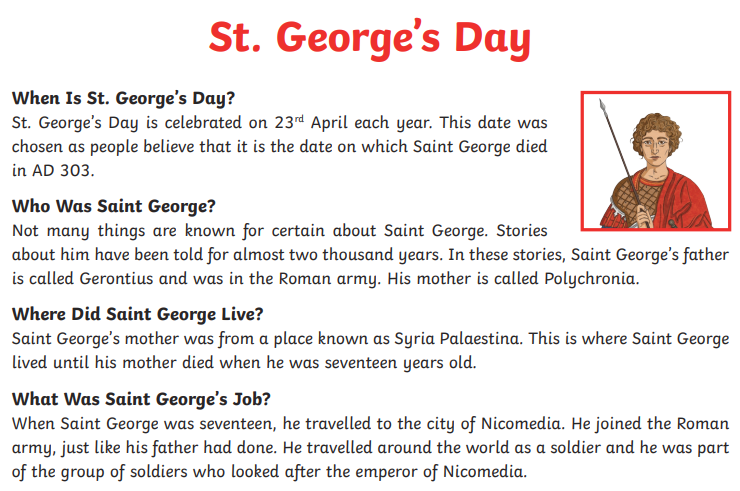 St. George's Day
When Is St. George's Day?
St. George's Day is celebrated on 23rd April each year. This date was
chosen as people believe that it is the date on which Saint George died
in AD 303.
Who Was Saint George?
Not many things are known for certain about Saint George. Stories
about him have been told for almost two thousand years. In these stories, Saint George's father
is called Gerontius and was in the Roman army. His mother is called Polychronia.
Where Did Saint George Live?
Saint George's mother was from a place known as Syria Palaestina. This is where Saint George
lived until his mother died when he was seventeen years old.
What Was Saint George's Job?
When Saint George was seventeen, he travelled to the city of Nicomedia. He joined the Roman
army, just like his father had done. He travelled around the world as a soldier and he was part
of the group of soldiers who looked after the emperor of Nicomedia.